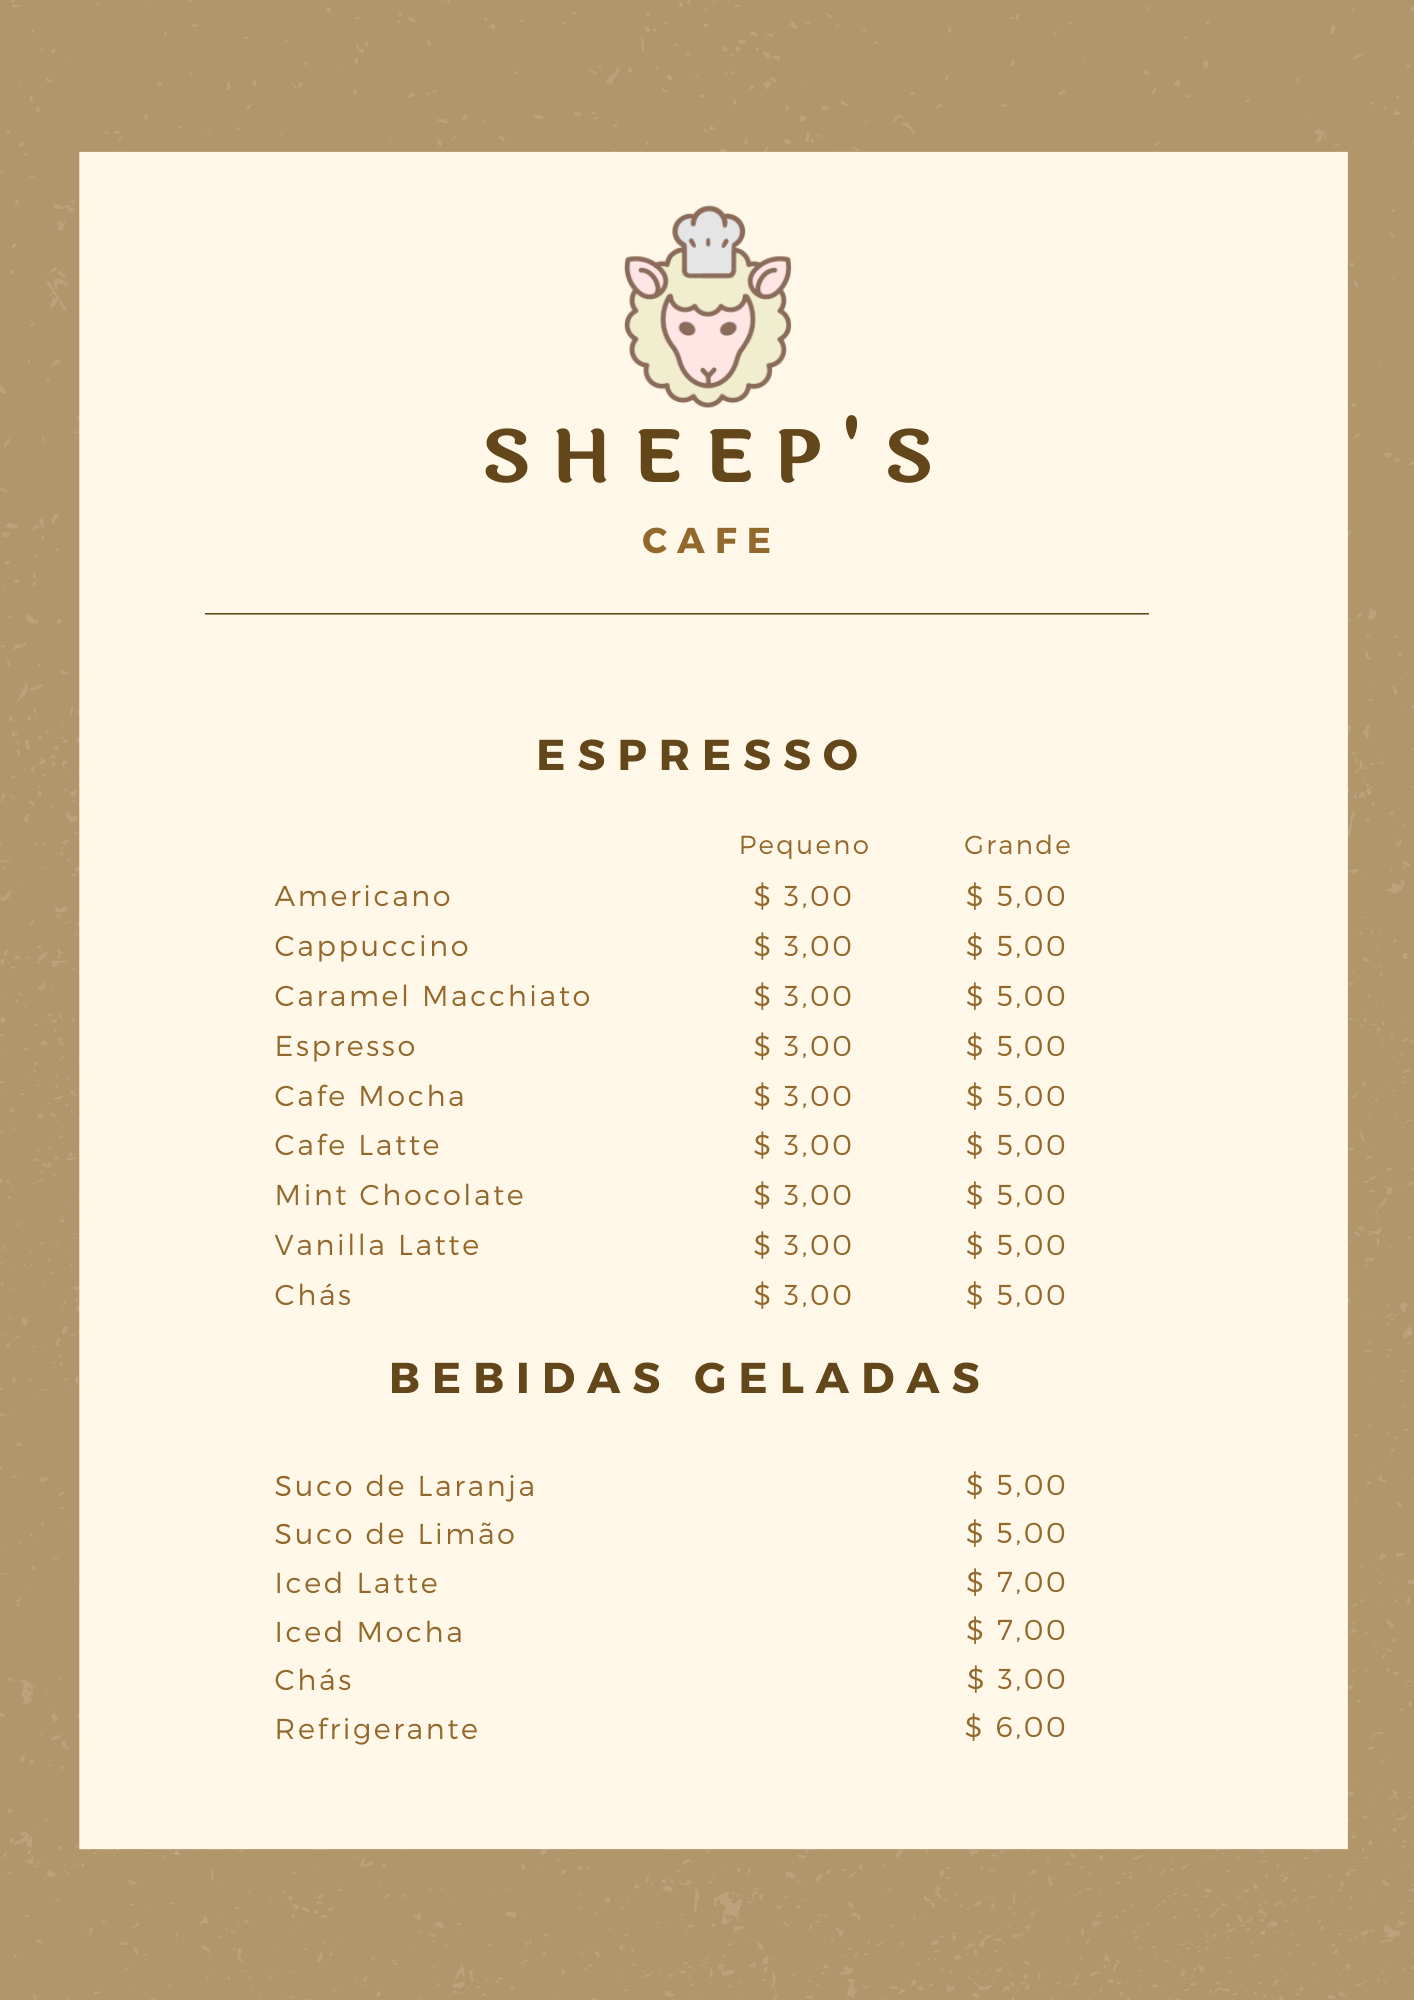 SHEEP'S
CAFE
ESPRESSO
Pequeno Grande
Americano $ 3,00 $ 5,00
Cappuccino $ 3,00 $ 5,00
Caramel Macchiato $ 3,00 $ 5,00
Espresso $ 3,00 $ 5,00
Cafe Mocha $ 3,00 $ 5,00
Cafe Latte $ 3,00 $ 5,00
Mint Chocolate $ 3,00 $ 5,00
Vanilla Latte $ 3,00 $ 5,00
Chás $ 3,00 $ 5,00
BEBIDAS GELADAS
Suco de Laranja $ 5,00
Suco de Limão $ 5,00
Iced Latte $ 7,00
Iced Mocha $ 7,00
Chás $ 3,00
Refrigerante $ 6,00